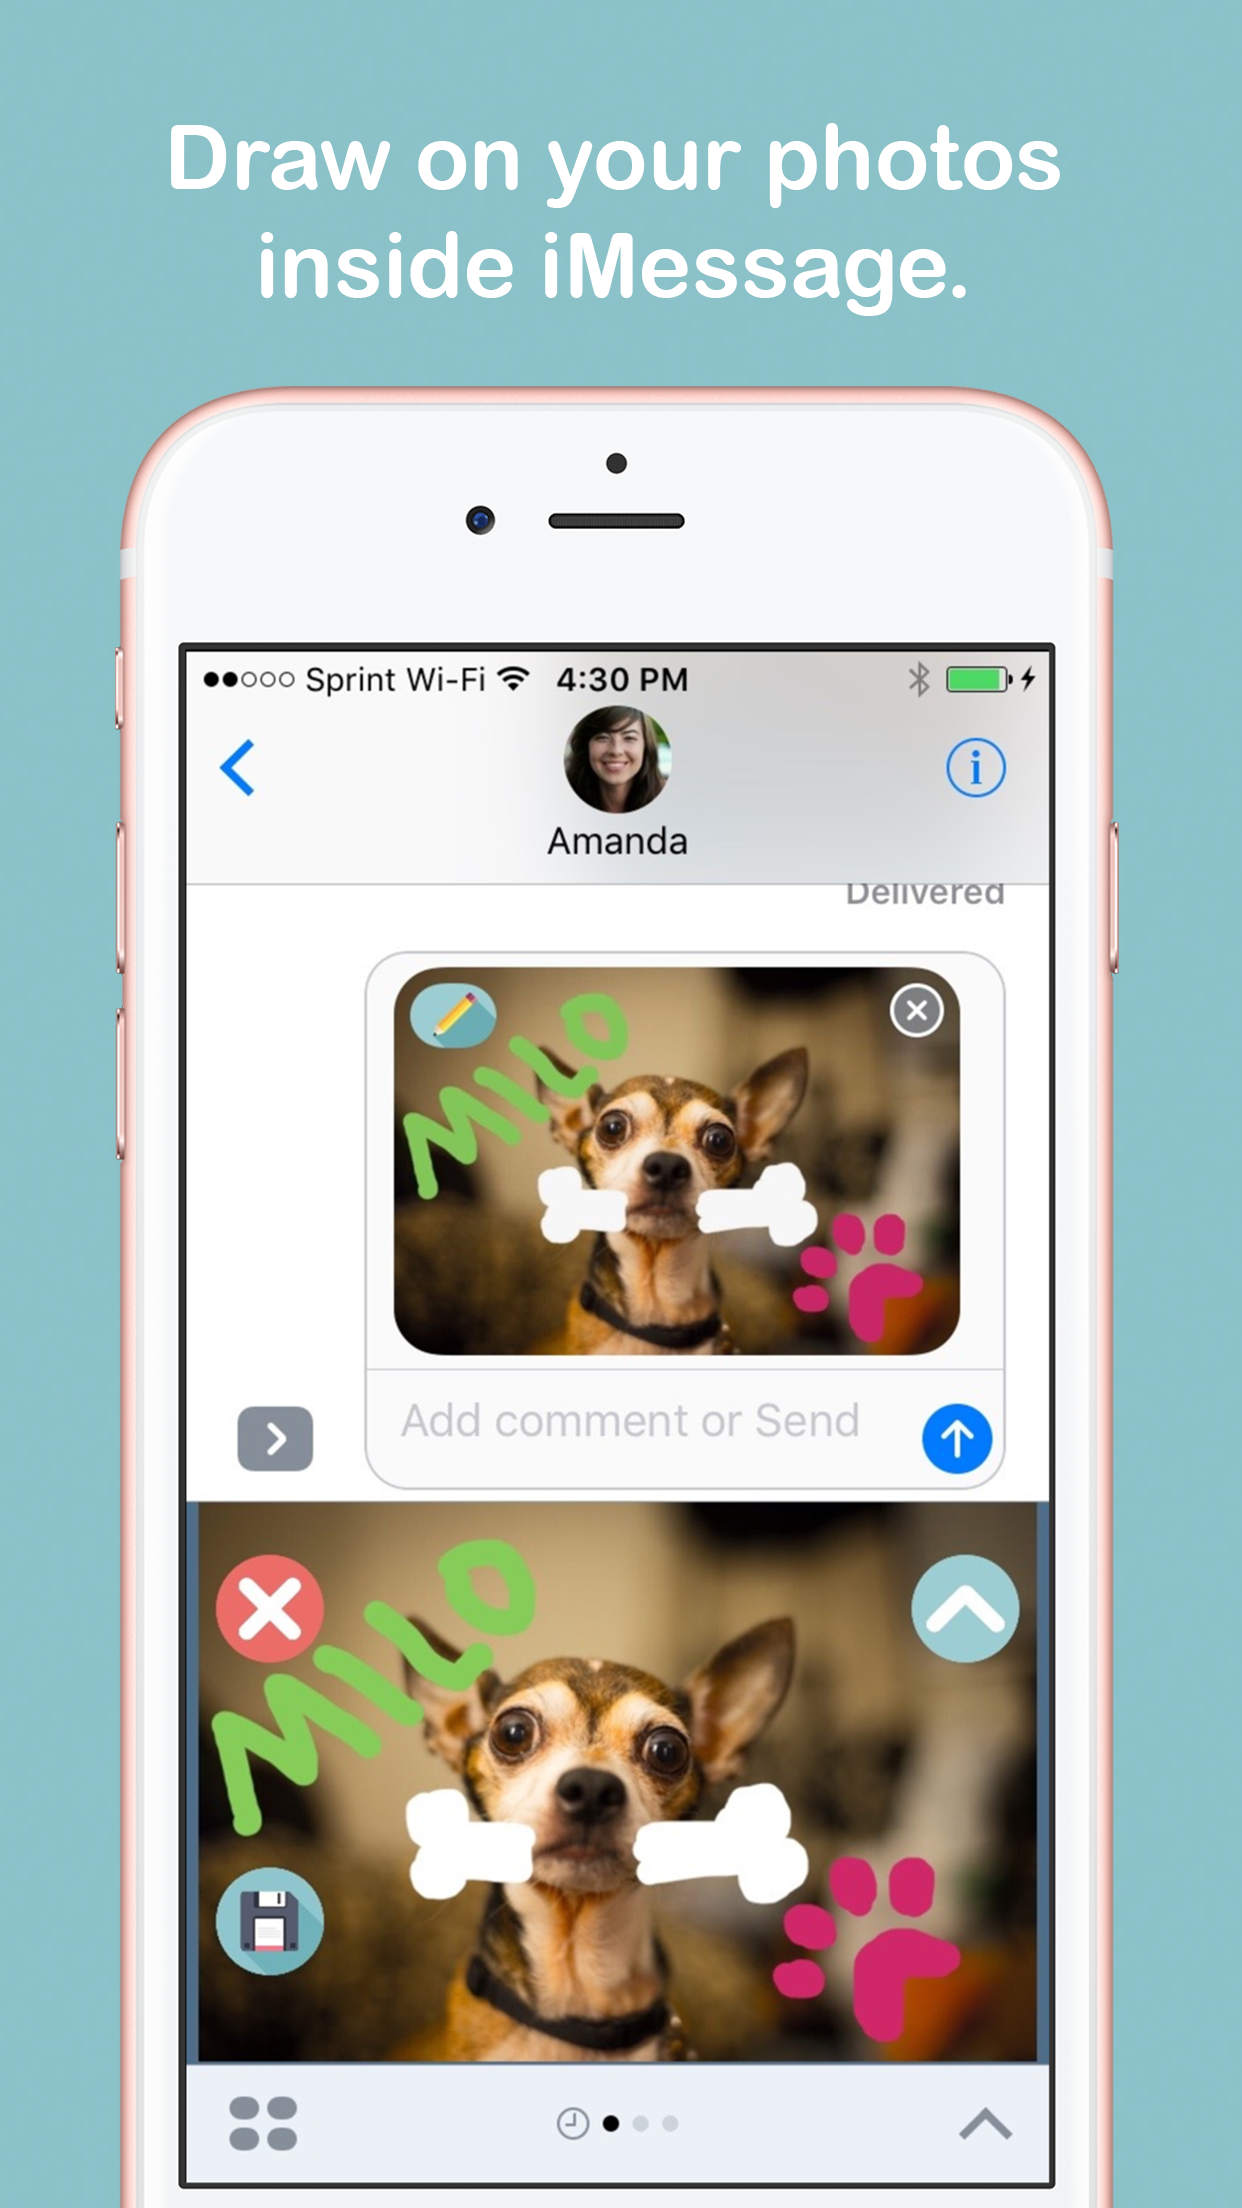 Draw on your photos
inside iMessage.
Sprint Wi-Fi 4:30 PM
Amanda
Delivered
MILO
Add comment or Send
MILO